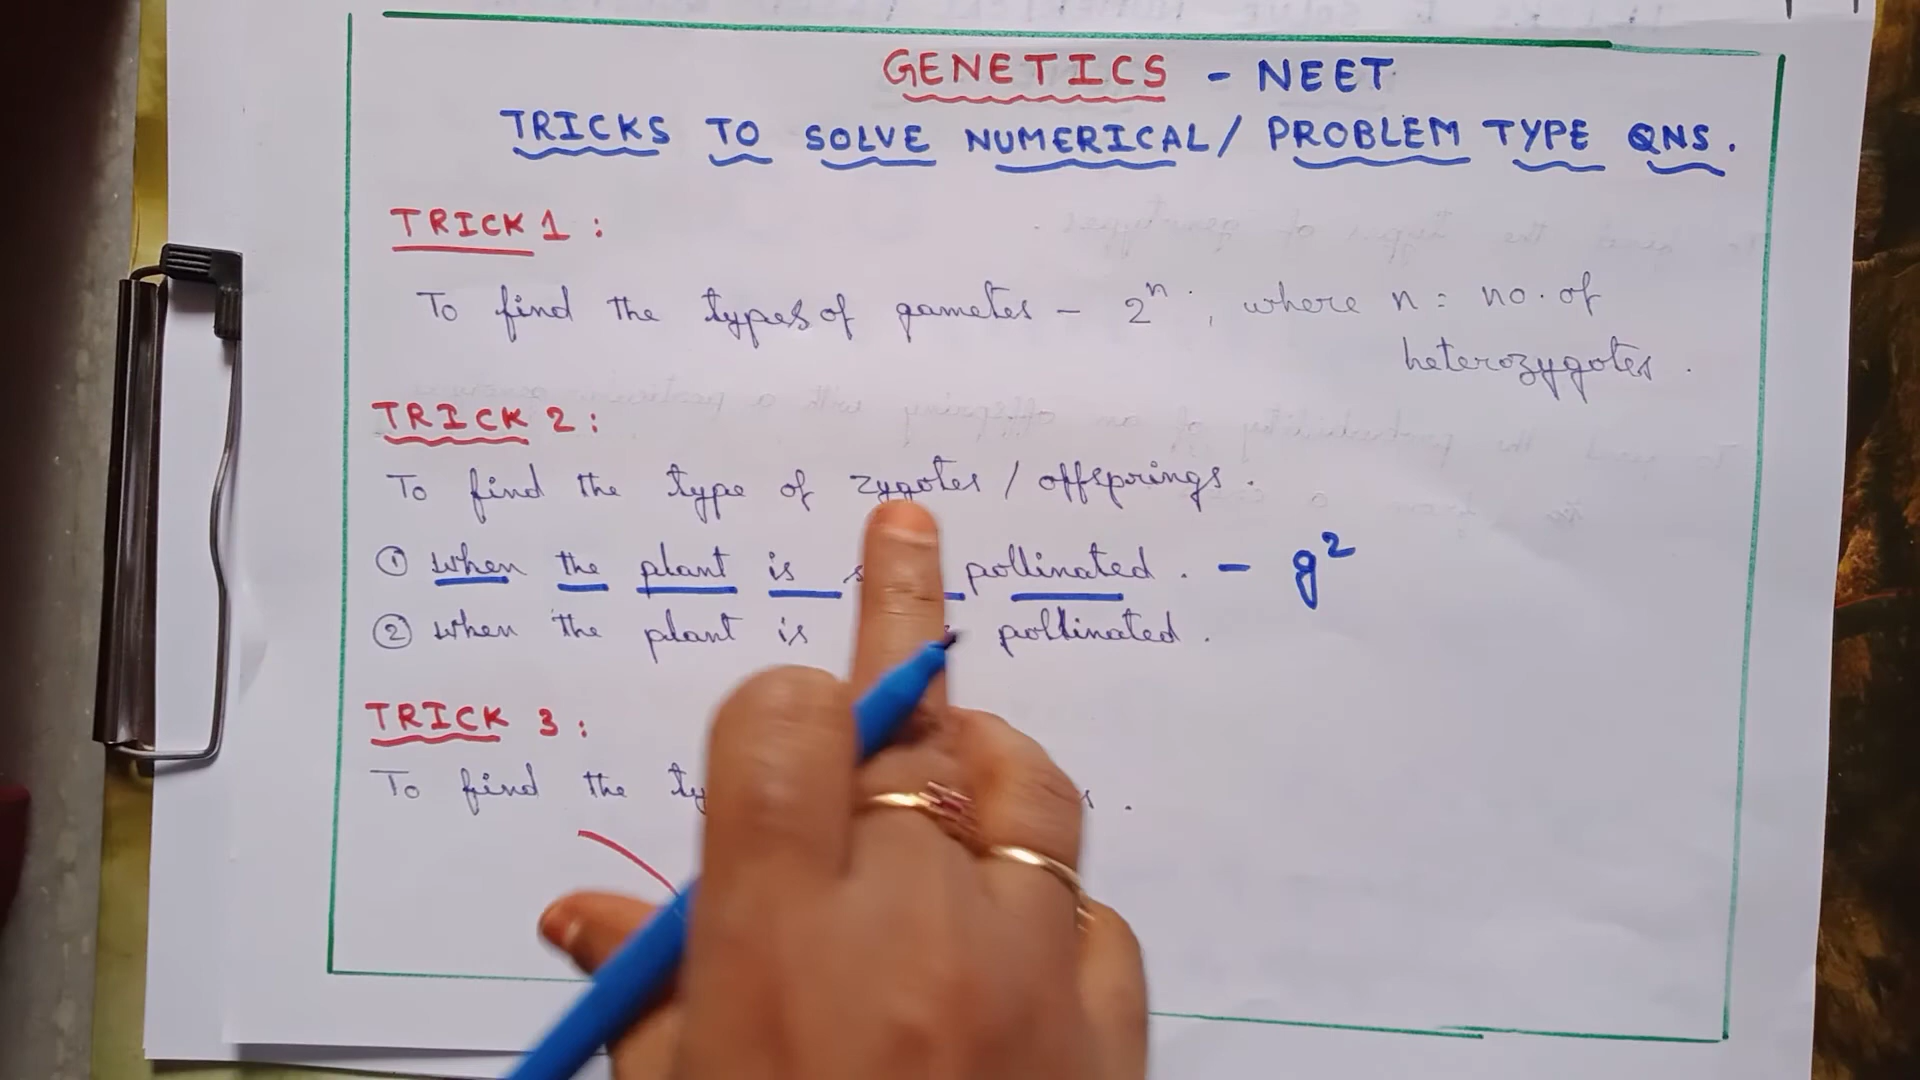 GENETICS - NEET
TRICKS TO SOLVE NUMERICAL/ PROBLEM TYPE QNS.
TRICK 1 :
To find the types of gametes - 2ⁿ ; where n = no. of
heterozygotes.
TRICK 2 :
To find the type of zygotes / offsprings.
① when the plant is pollinated. - g²
② when the plant is pollinated.
TRICK 3 :
To find the